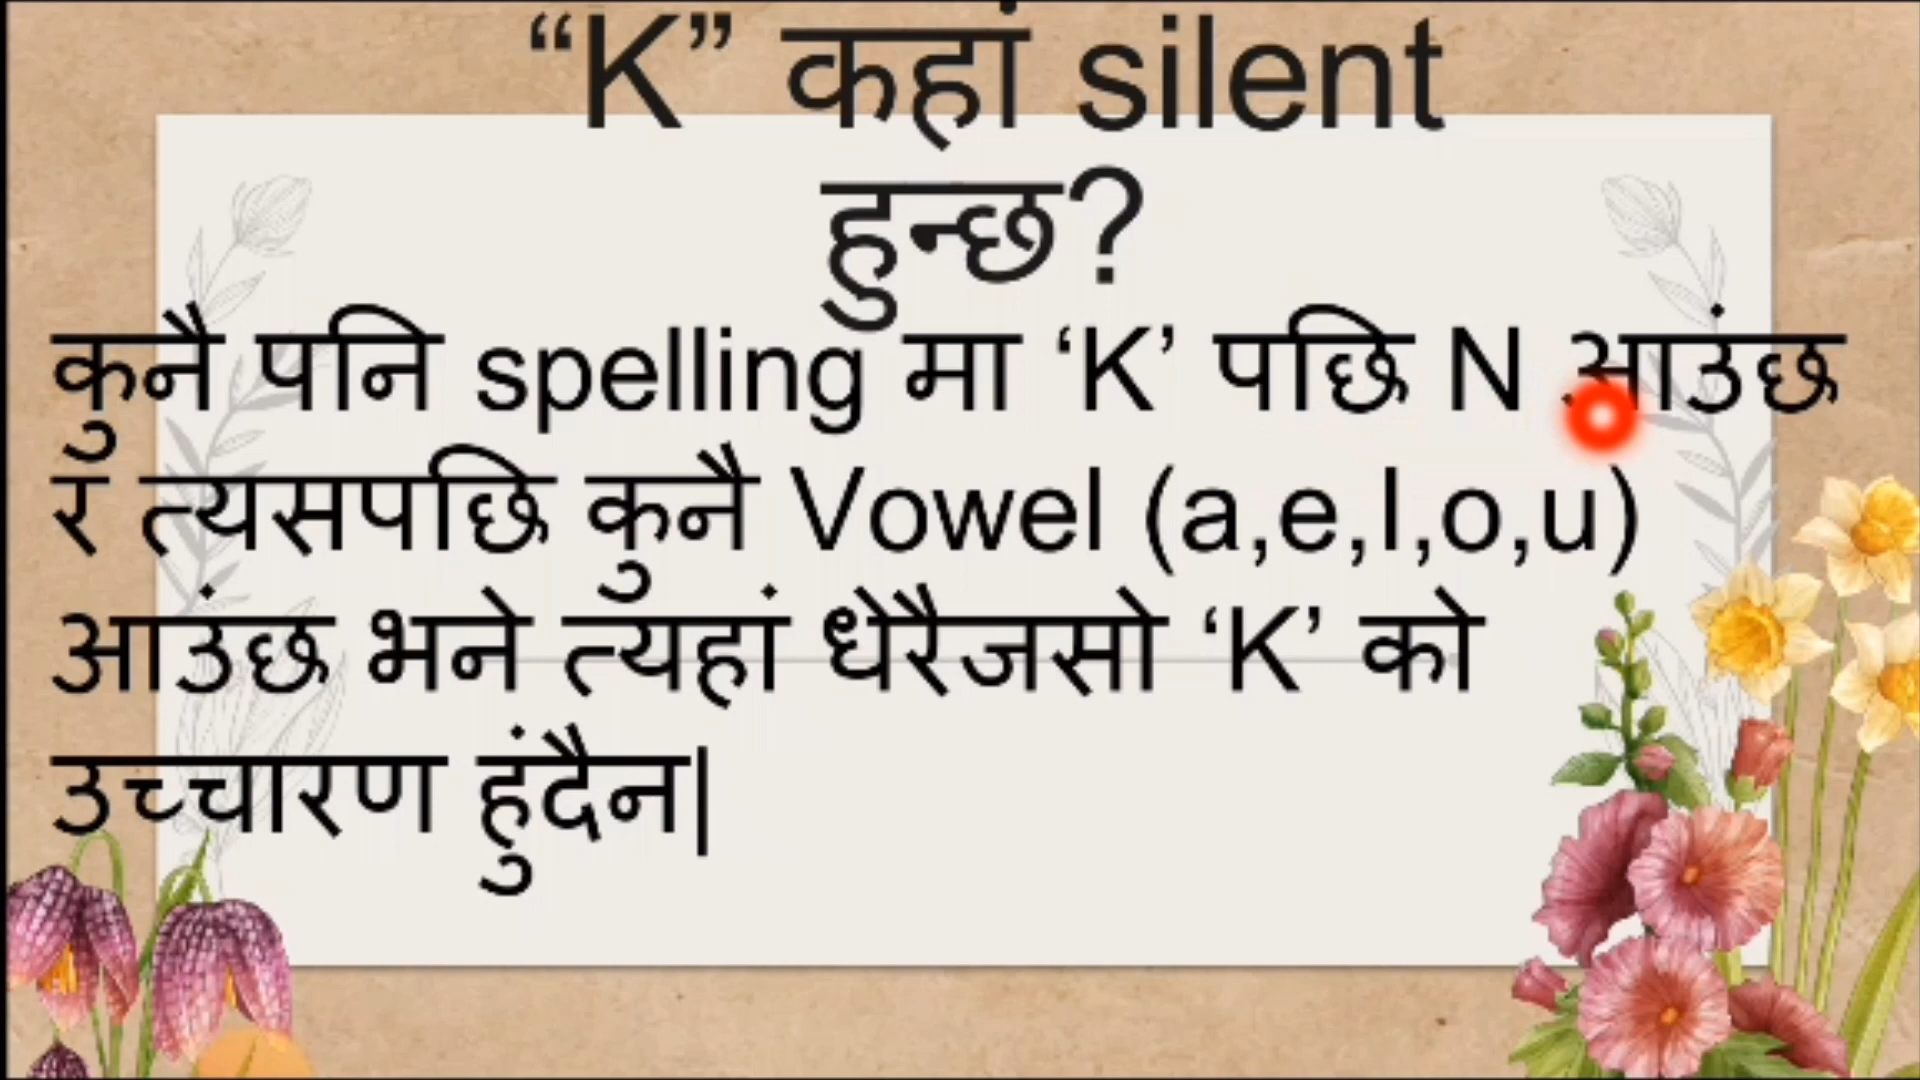 “K” कहां silent
हुन्छ?
कुनै पनि spelling मा ‘K’ पछि N आउंछ
र त्यसपछि कुनै Vowel (a,e,I,o,u)
आउंछ भने त्यहां धेरैजसो ‘K’ को
उच्चारण हुंदैन|